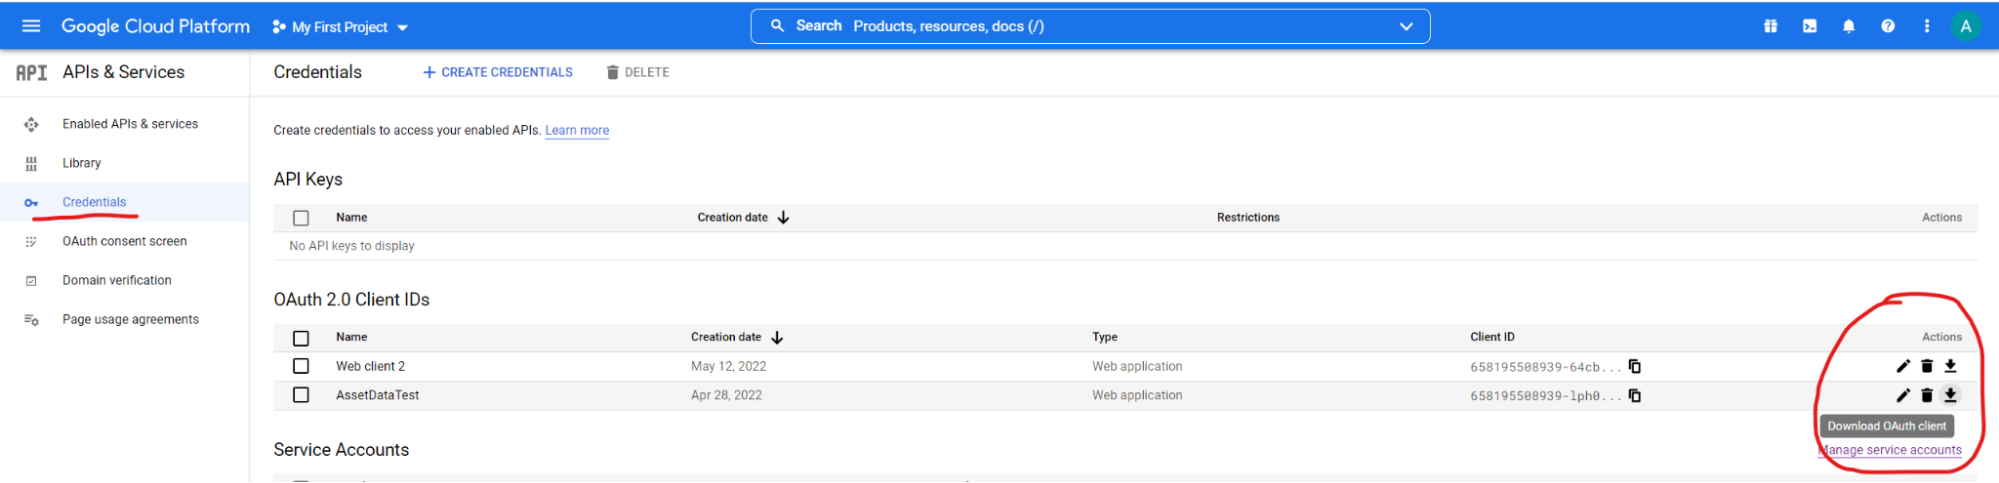 Google Cloud Platform My First Project Search Products, resources, docs (/) A
API APIs & Services Credentials + CREATE CREDENTIALS DELETE
Enabled APIs & services
Library
Credentials
OAuth consent screen
Domain verification
Page usage agreements
Create credentials to access your enabled APIs. Learn more
API Keys
Name Creation date Restrictions Actions
No API keys to display
OAuth 2.0 Client IDs
Name Creation date Type Client ID Actions
Web client 2 May 12, 2022 Web application 658195508939-64cb...
AssetDataTest Apr 28, 2022 Web application 658195508939-lph0...
Download OAuth client
Service Accounts Manage service accounts